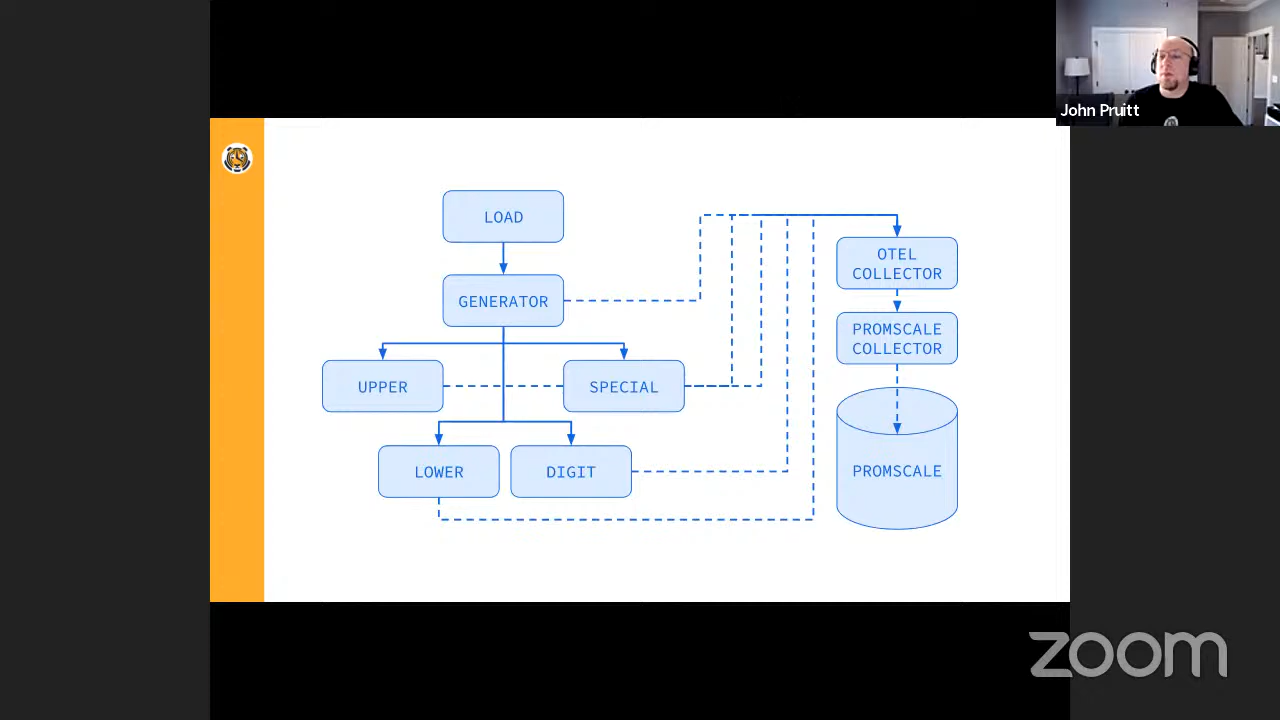 John Pruitt
LOAD
OTEL
COLLECTOR
GENERATOR
PROMSCALE
COLLECTOR
UPPER
SPECIAL
LOWER
DIGIT
PROMSCALE
zoom